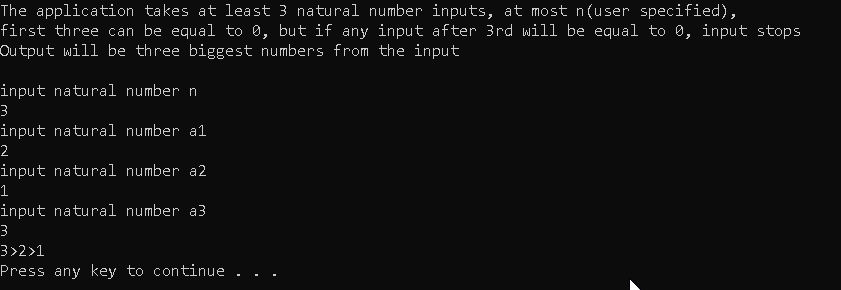 The application takes at least 3 natural number inputs, at most n(user specified),
first three can be equal to 0, but if any input after 3rd will be equal to 0, input stops
Output will be three biggest numbers from the input
input natural number n
3
input natural number a1
2
input natural number a2
1
input natural number a3
3
3>2>1
Press any key to continue . . .